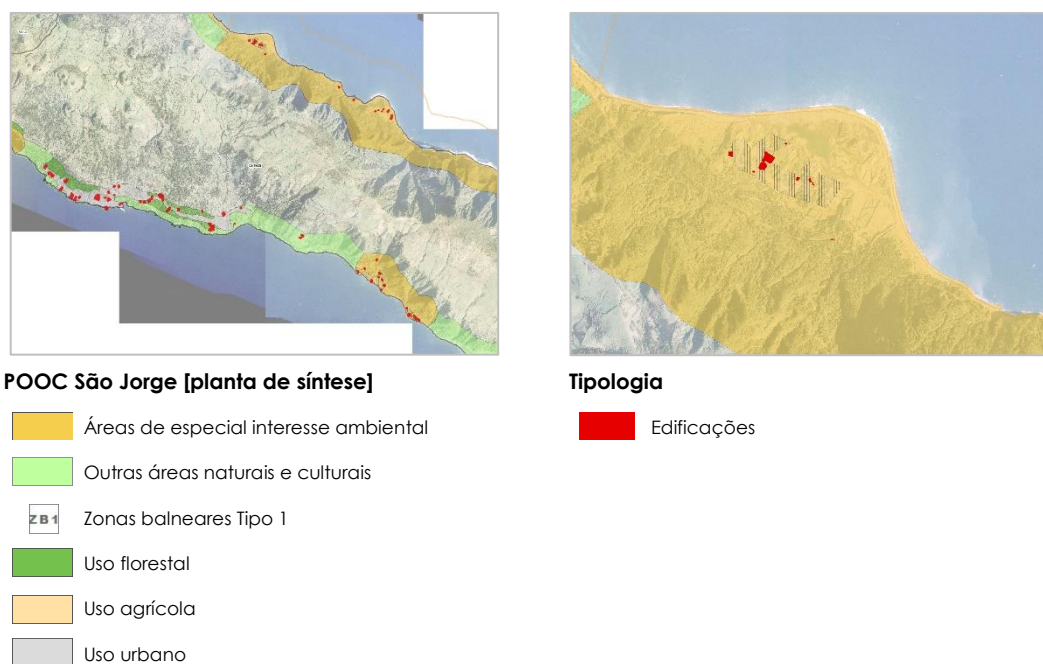 POOC São Jorge [planta de síntese]
Áreas de especial interesse ambiental
Outras áreas naturais e culturais
ZB1 Zonas balneares Tipo 1
Uso florestal
Uso agrícola
Uso urbano
Tipologia
Edificações